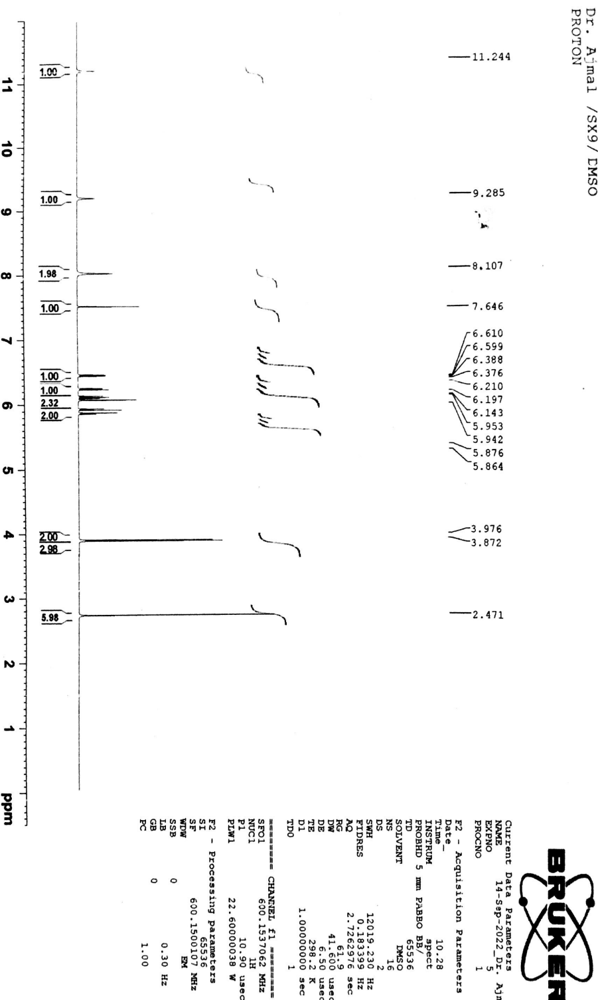 Dr. Ajmal /SX9/DMSO
PROTON
11.244
9.285
8.107
7.646
6.610
6.599
6.388
6.376
6.210
6.197
6.143
5.953
5.942
5.876
5.864
3.976
3.872
2.471
1.00
1.00
1.98
1.00
1.00
1.00
2.32
2.00
2.00
2.98
5.98
11 10 9 8 7 6 5 4 3 2 1 ppm
BRUKER
Current Data Parameters
NAME 14-Sep-2022_Dr. Ajm
EXPNO 5
PROCNO 1
F2 - Acquisition Parameters
Date_
Time 10.28
INSTRUM spect
PROBHD 5 mm PABBO BB/
TD 65536
SOLVENT DMSO
NS 16
DS 2
SWH 12019.230 Hz
FIDRES 0.183399 Hz
AQ 2.7262976 sec
RG 61.9
DW 41.600 usec
DE 6.50 usec
TE 298.2 K
D1 1.00000000 sec
TD0 1
======== CHANNEL f1 ========
SFO1 600.1537062 MHz
NUC1 1H
P1 10.90 usec
PLW1 22.60000038 W
F2 - Processing parameters
SI 65536
SF 600.1500107 MHz
WDW EM
SSB 0
LB 0.30 Hz
GB 0
PC 1.00